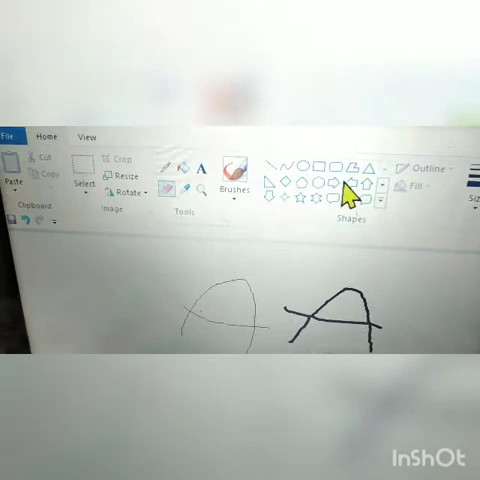 File Home View
Cut Crop Outline
Paste Copy Select Resize Brushes Fill
Rotate
Clipboard Image Tools Shapes
A
A A
InShOt